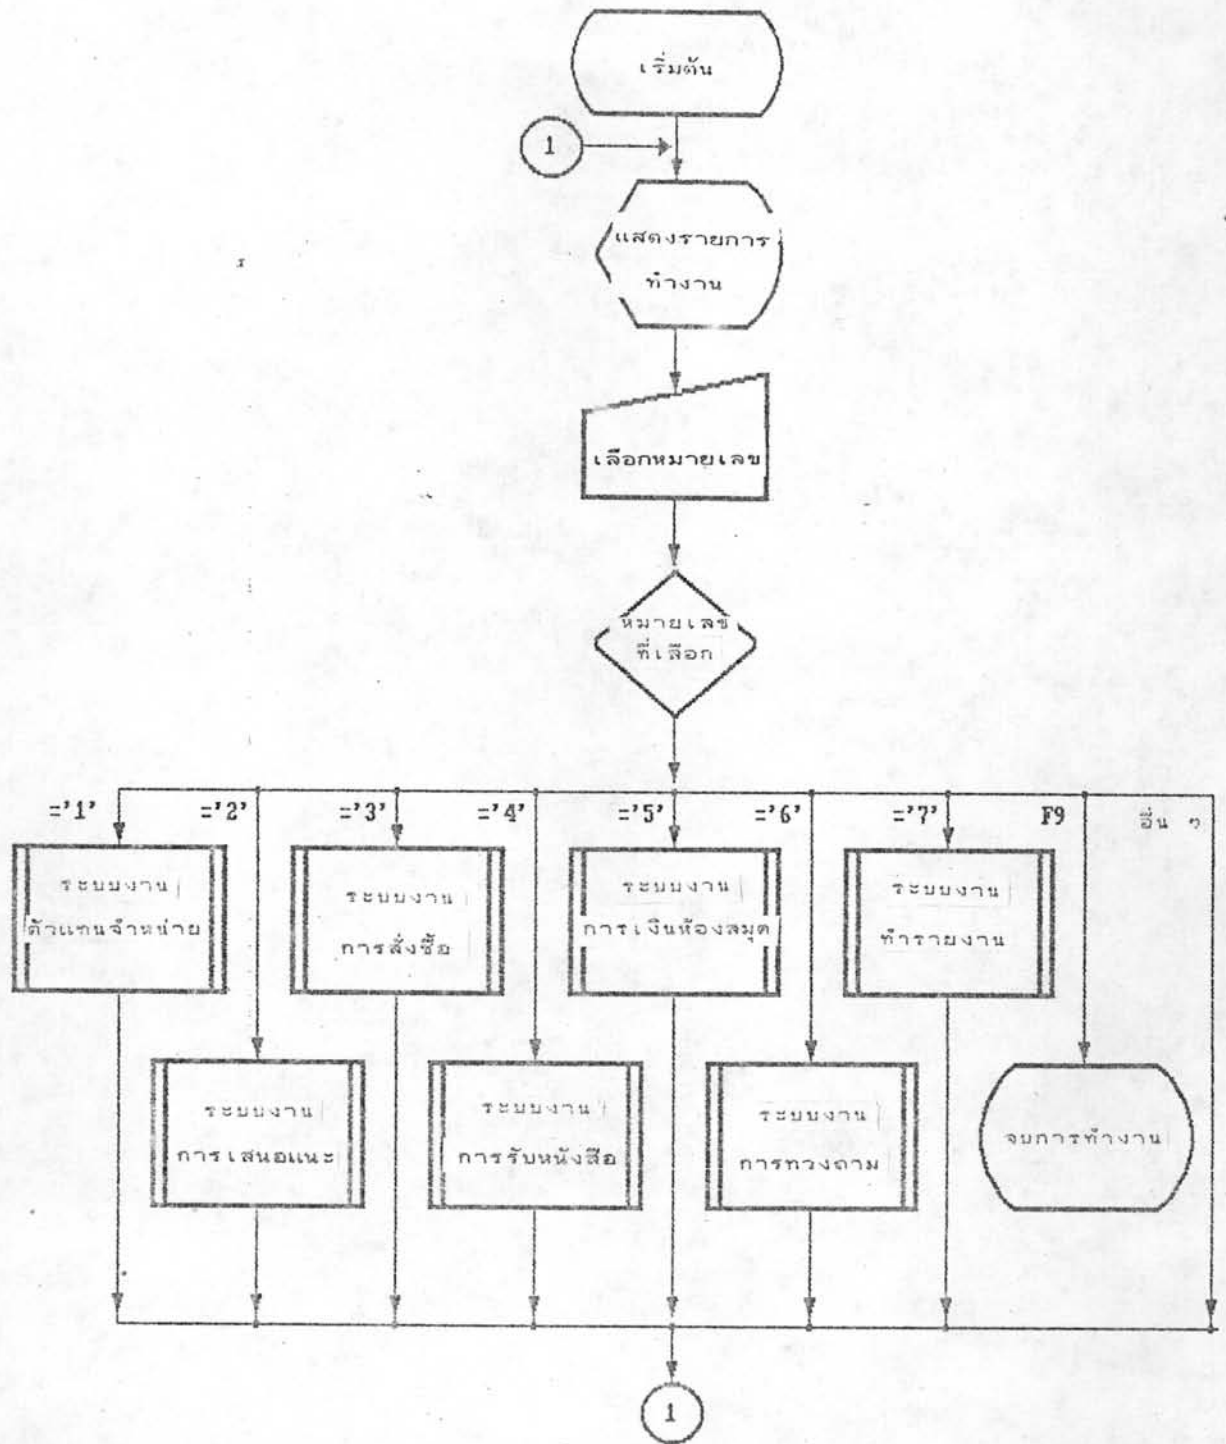 เริ่มต้น
1
แสดงรายการ
ทำงาน
เลือกหมายเลข
หมายเลข
ที่เลือก
='1'
='2'
='3'
='4'
='5'
='6'
='7'
F9
อื่น ๆ
ระบบงาน
ตัวแทนจำหน่าย
ระบบงาน
การสั่งซื้อ
ระบบงาน
การเงินห้องสมุด
ระบบงาน
ทำรายงาน
ระบบงาน
การเสนอแนะ
ระบบงาน
การรับหนังสือ
ระบบงาน
การทวงถาม
จบการทำงาน
1